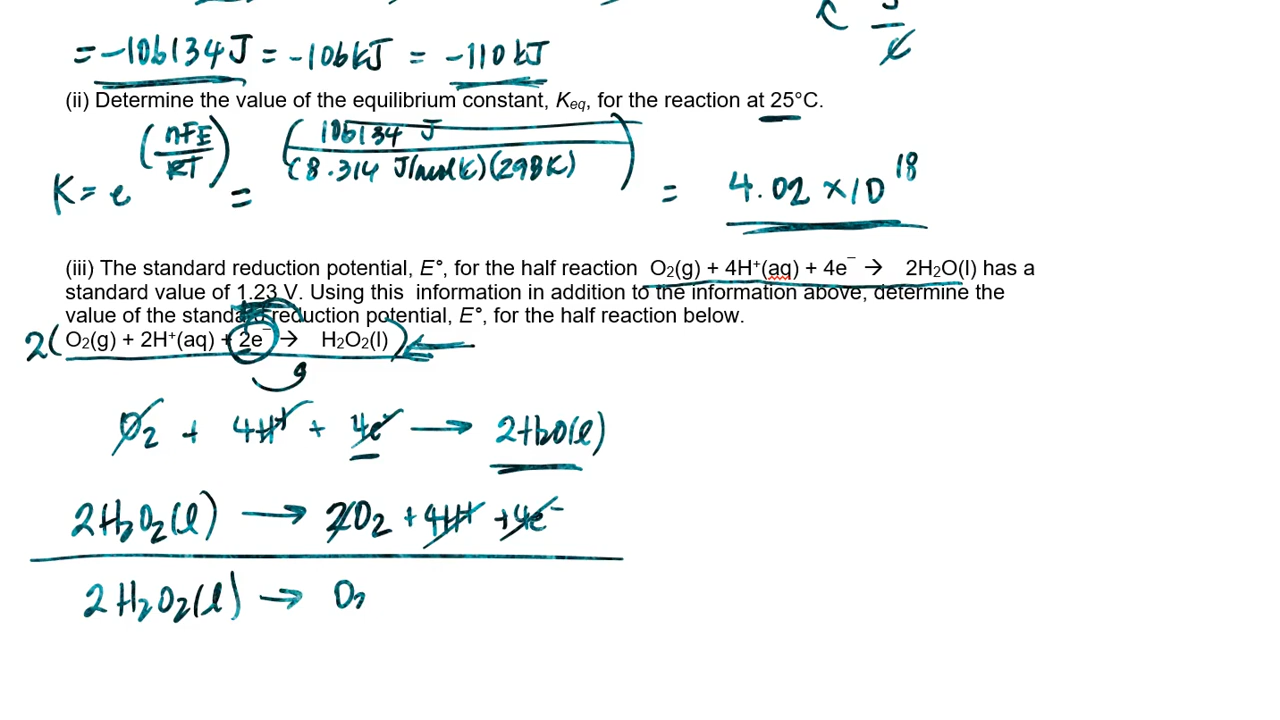 = -106134 J = -106 kJ = -110 kJ
(ii) Determine the value of the equilibrium constant, Keq, for the reaction at 25°C.
K = e^(nFE/RT) = (106134 J / (8.314 J/mol(K)(298K)) = 4.02 × 10^18
(iii) The standard reduction potential, E°, for the half reaction O₂(g) + 4H⁺(aq) + 4e⁻ → 2H₂O(l) has a
standard value of 1.23 V. Using this information in addition to the information above, determine the
value of the standard reduction potential, E°, for the half reaction below.
2(O₂(g) + 2H⁺(aq) + 2e⁻ → H₂O₂(l))
O₂ + 4H⁺ + 4e⁻ → 2H₂O(l)
2H₂O₂(l) → 2O₂ + 4H⁺ + 4e⁻
2H₂O₂(l) → O₂